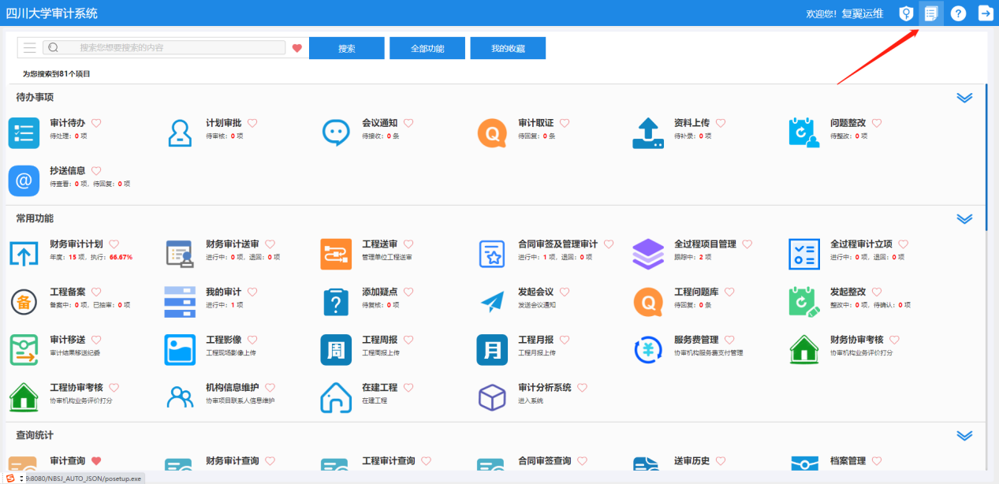 四川大学审计系统
欢迎您! 复翼运维
搜索您想要搜索的内容 搜索 全部功能 我的收藏
为您搜索到81个项目
待办事项
审计待办 计划审批 会议通知 审计取证 资料上传 问题整改
待处理：0 项 待审核：0 项 待接收：0 条 待回复：0 条 待补录：0 项 待整改：0 项
抄送信息
待查看：0 项, 待回复：0 项
常用功能
财务审计计划 财务审计送审 工程送审 合同审签及管理审计 全过程项目管理 全过程审计立项
年度：15 项, 执行：66.67% 进行中：0 项, 退回：0 项 管理单位工程送审 进行中：1 项, 退回：0 项 跟踪中：2 项 进行中：0 项, 退回：0 项
工程备案 我的审计 添加疑点 发起会议 工程问题库 发起整改
备案中：0 项, 已抽审：0 项 进行中：1 项 待复核：0 项 发送会议通知 待回复：0 条 整改中：0 项, 待确认：0 项
审计移送 工程影像 工程周报 工程月报 服务费管理 财务协审考核
审计结果移送纪委 工程现场影像上传 工程周报上传 工程月报上传 协审机构服务费支付管理 协审机构业务评价打分
工程协审考核 机构信息维护 在建工程 审计分析系统
协审机构业务评价打分 协审项目联系人信息维护 在建工程 进入系统
查询统计
审计查询 财务审计查询 工程审计查询 合同审签查询 送审历史 档案管理
9:8080/NBSJ_AUTO_JSON/posetup.exe